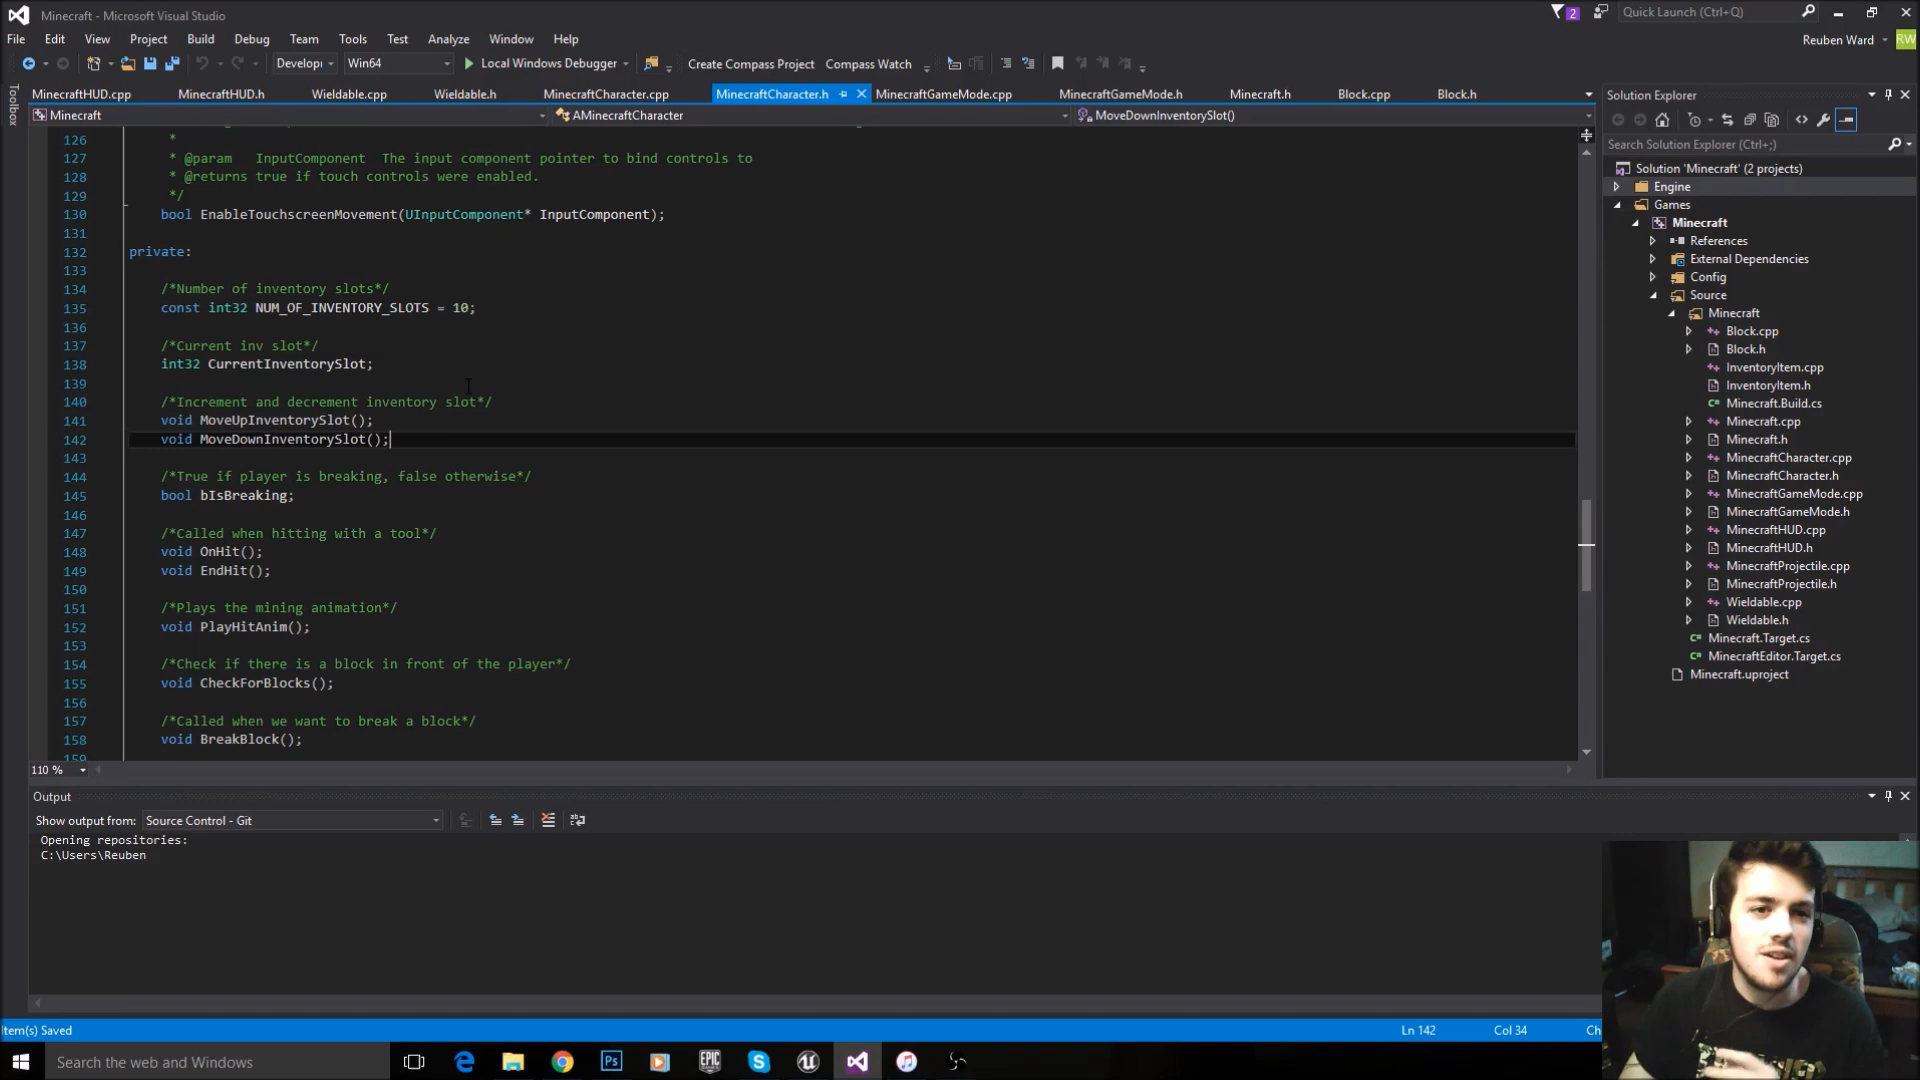 Minecraft - Microsoft Visual Studio
2
Quick Launch (Ctrl+Q)
File Edit View Project Build Debug Team Tools Test Analyze Window Help
Reuben Ward
RW
Developi
Win64
Local Windows Debugger
Create Compass Project
Compass Watch
Toolbox
MinecraftHUD.cpp MinecraftHUD.h Wieldable.cpp Wieldable.h MinecraftCharacter.cpp MinecraftCharacter.h MinecraftGameMode.cpp MinecraftGameMode.h Minecraft.h Block.cpp Block.h
Minecraft
AMinecraftCharacter
MoveDownInventorySlot()
126 *
127 * @param InputComponent The input component pointer to bind controls to
128 * @returns true if touch controls were enabled.
129 */
130 bool EnableTouchscreenMovement(UInputComponent* InputComponent);
131
132 private:
133
134 /*Number of inventory slots*/
135 const int32 NUM_OF_INVENTORY_SLOTS = 10;
136
137 /*Current inv slot*/
138 int32 CurrentInventorySlot;
139
140 /*Increment and decrement inventory slot*/
141 void MoveUpInventorySlot();
142 void MoveDownInventorySlot();
143
144 /*True if player is breaking, false otherwise*/
145 bool bIsBreaking;
146
147 /*Called when hitting with a tool*/
148 void OnHit();
149 void EndHit();
150
151 /*Plays the mining animation*/
152 void PlayHitAnim();
153
154 /*Check if there is a block in front of the player*/
155 void CheckForBlocks();
156
157 /*Called when we want to break a block*/
158 void BreakBlock();
159
110 %
Solution Explorer
Search Solution Explorer (Ctrl+;)
Solution 'Minecraft' (2 projects)
Engine
Games
Minecraft
References
External Dependencies
Config
Source
Minecraft
Block.cpp
Block.h
InventoryItem.cpp
InventoryItem.h
Minecraft.Build.cs
Minecraft.cpp
Minecraft.h
MinecraftCharacter.cpp
MinecraftCharacter.h
MinecraftGameMode.cpp
MinecraftGameMode.h
MinecraftHUD.cpp
MinecraftHUD.h
MinecraftProjectile.cpp
MinecraftProjectile.h
Wieldable.cpp
Wieldable.h
Minecraft.Target.cs
MinecraftEditor.Target.cs
Minecraft.uproject
Output
Show output from: Source Control - Git
Opening repositories:
C:\Users\Reuben
Item(s) Saved
Ln 142
Col 34
Ch
Search the web and Windows
Ps
EPIC